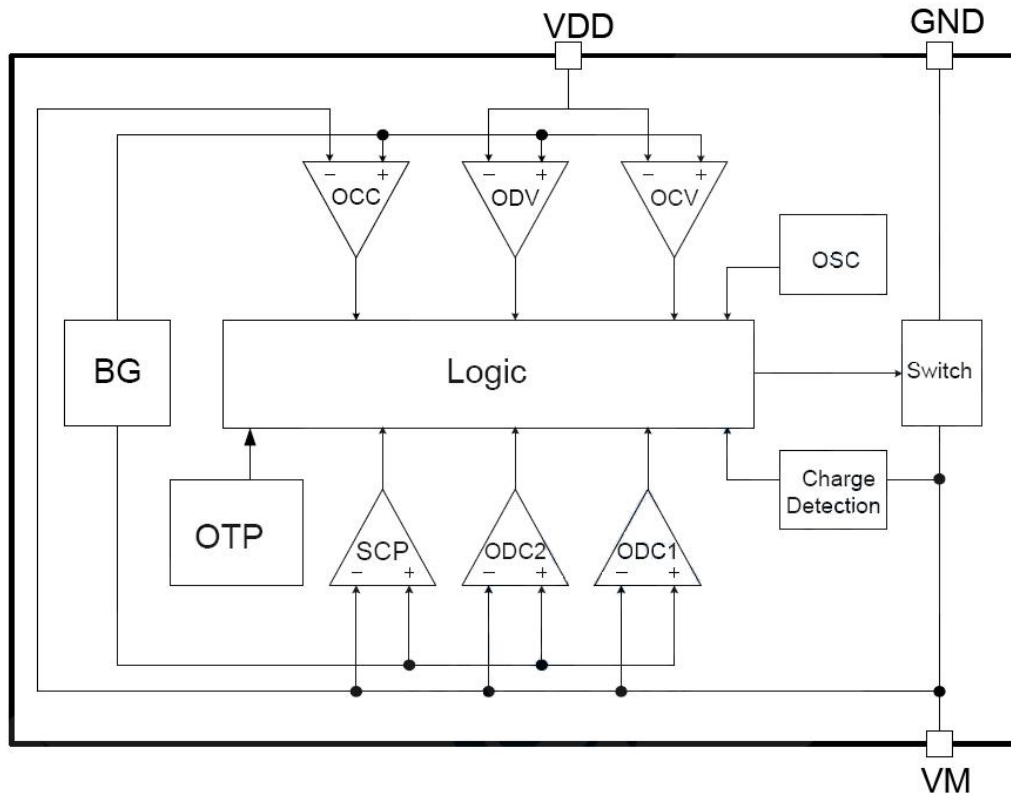 VDD
GND
− +
OCC
− +
ODV
− +
OCV
OSC
BG
Logic
Switch
OTP
Charge
Detection
SCP
− +
ODC2
− +
ODC1
− +
VM